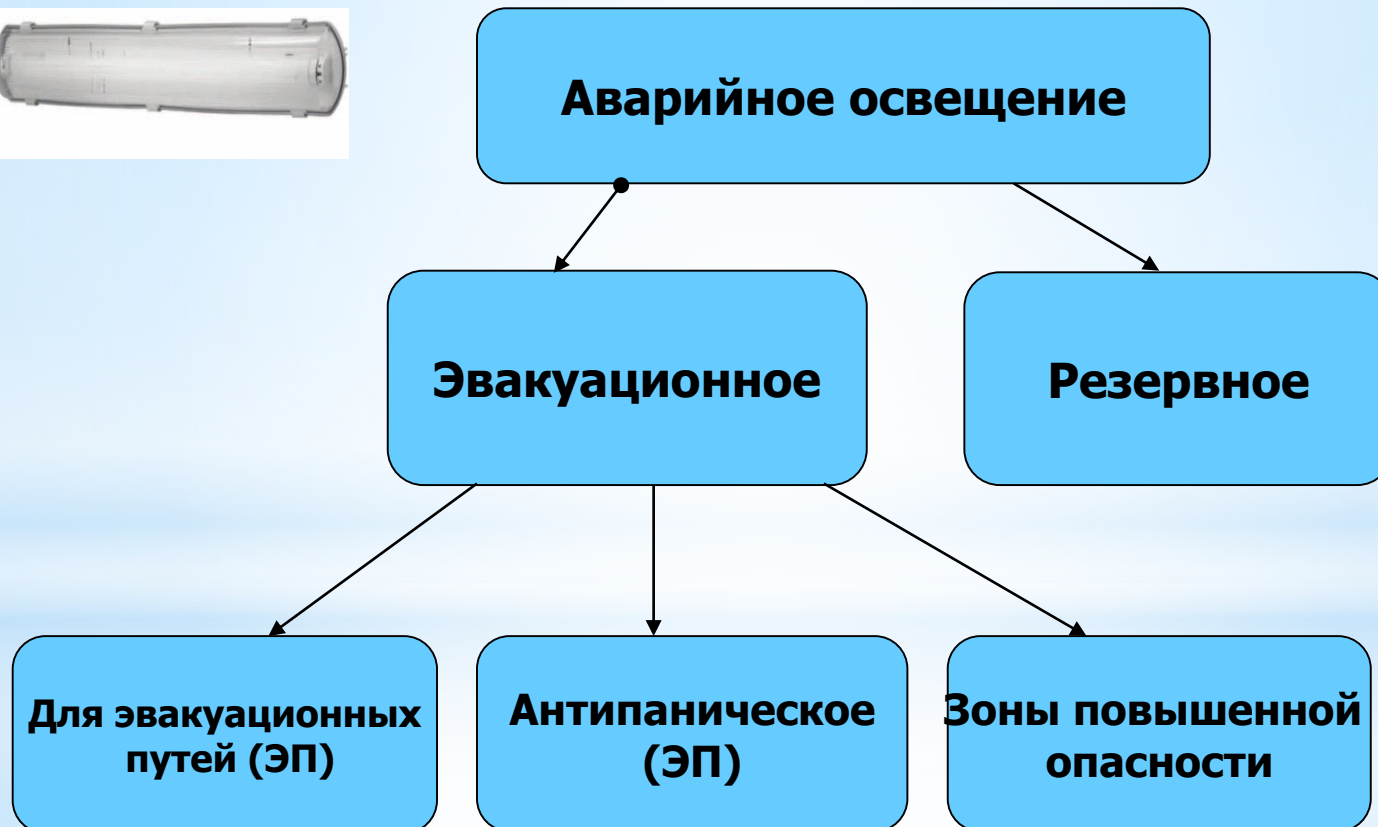 Аварийное освещение
Эвакуационное
Резервное
Для эвакуационных
путей (ЭП)
Антипаническое
(ЭП)
Зоны повышенной
опасности